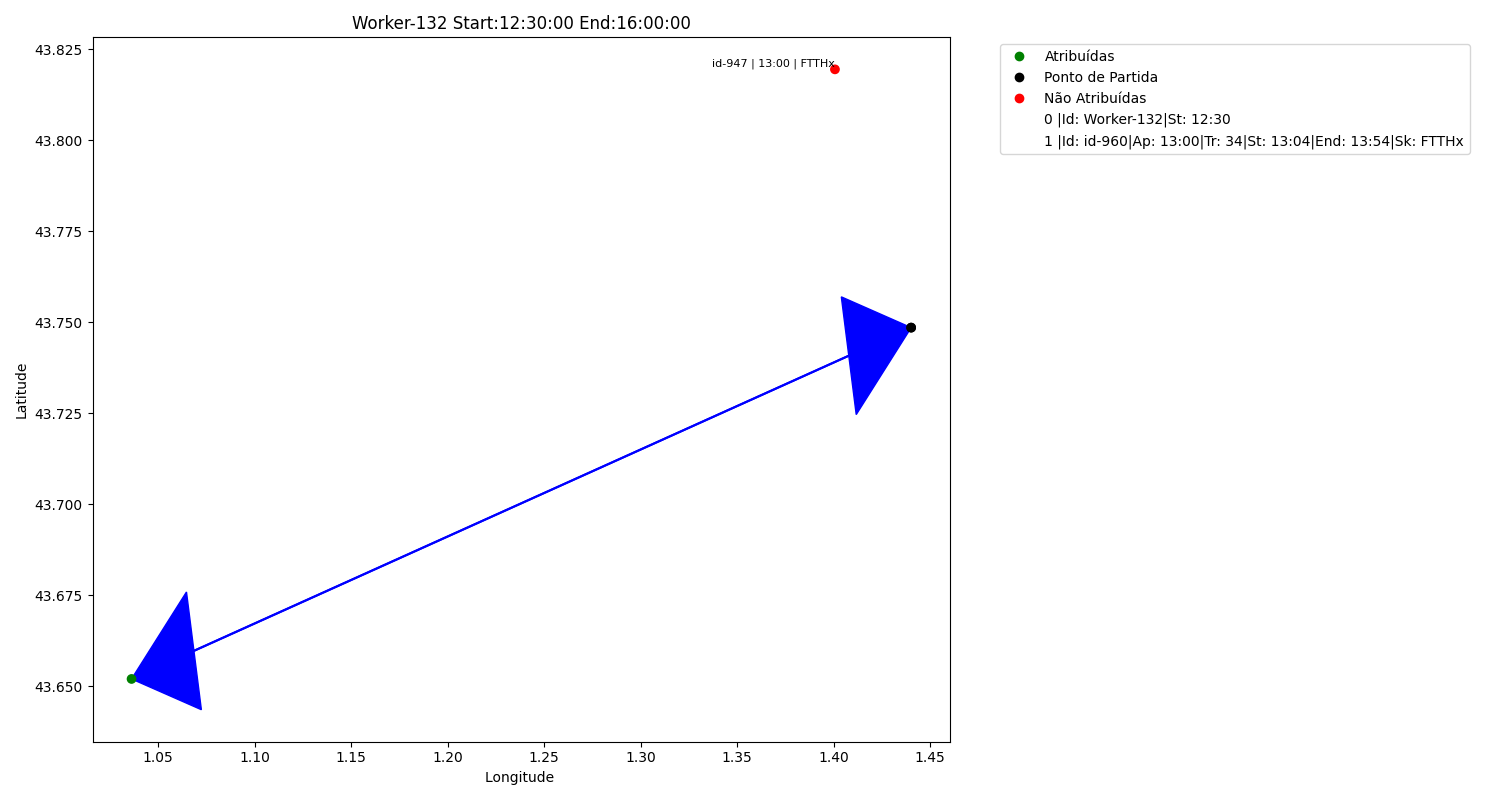 Worker-132 Start:12:30:00 End:16:00:00
43.825
43.800
43.775
43.750
43.725
43.700
43.675
43.650
Latitude
id-947 | 13:00 | FTTHx
1.05 1.10 1.15 1.20 1.25 1.30 1.35 1.40 1.45
Longitude
Atribuídas
Ponto de Partida
Não Atribuídas
0 |Id: Worker-132|St: 12:30
1 |Id: id-960|Ap: 13:00|Tr: 34|St: 13:04|End: 13:54|Sk: FTTHx